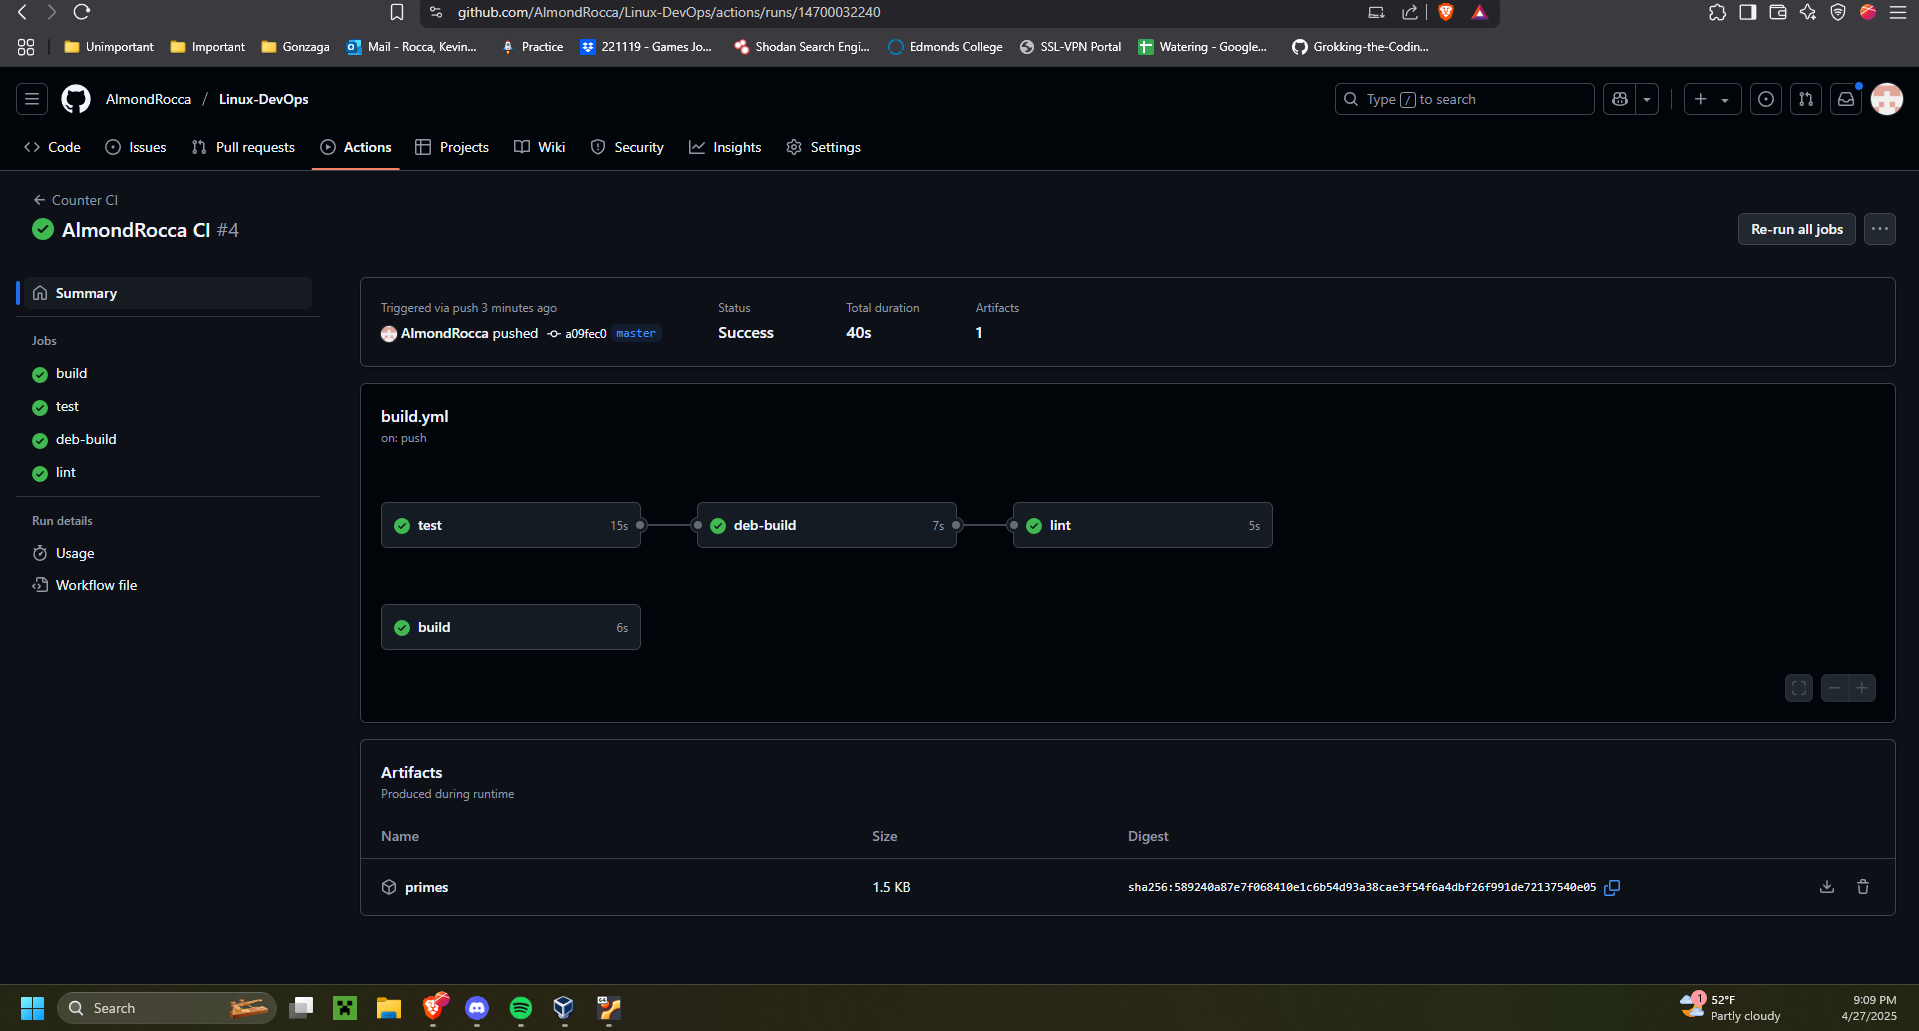 github.com/AlmondRocca/Linux-DevOps/actions/runs/14700032240
Unimportant Important Gonzaga Mail - Rocca, Kevin... Practice 221119 - Games Jo... Shodan Search Engi... Edmonds College SSL-VPN Portal Watering - Google... Grokking-the-Codin...
AlmondRocca / Linux-DevOps Type / to search
Code Issues Pull requests Actions Projects Wiki Security Insights Settings
Counter CI
AlmondRocca CI #4
Re-run all jobs
Summary
Jobs
build
test
deb-build
lint
Run details
Usage
Workflow file
Triggered via push 3 minutes ago Status Total duration Artifacts
AlmondRocca pushed a09fec0 master Success 40s 1
build.yml
on: push
test 15s deb-build 7s lint 5s
build 6s
Artifacts
Produced during runtime
Name Size Digest
primes 1.5 KB sha256:589240a87e7f068410e1c6b54d93a38cae3f54f6a4dbf26f991de72137540e05
Search
1
52°F
Partly cloudy
9:09 PM
4/27/2025